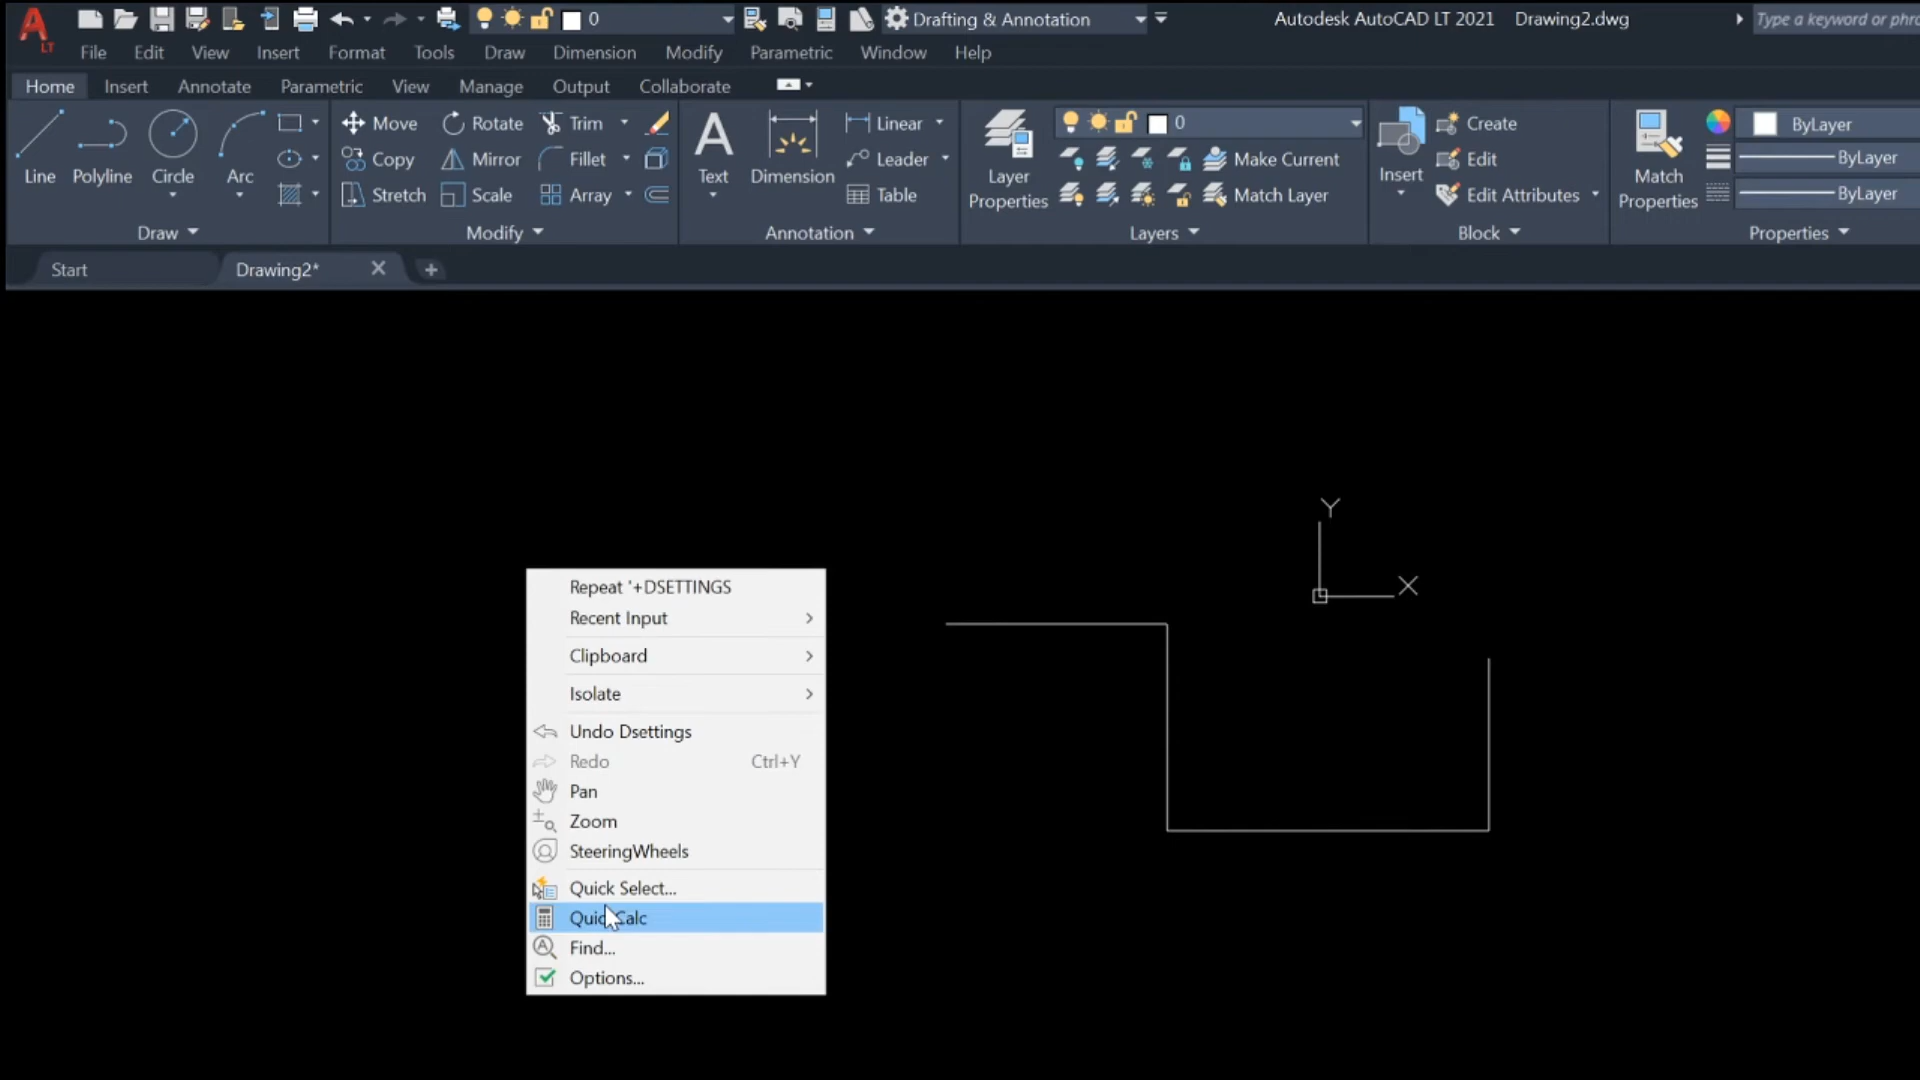 LT
0
Drafting & Annotation
Autodesk AutoCAD LT 2021 Drawing2.dwg
Type a keyword or phr
File Edit View Insert Format Tools Draw Dimension Modify Parametric Window Help
Home Insert Annotate Parametric View Manage Output Collaborate
Line
Polyline
Circle
Arc
Draw
Move
Rotate
Trim
Copy
Mirror
Fillet
Stretch
Scale
Array
Modify
Text
Dimension
Linear
Leader
Table
Annotation
Layer
Properties
0
Make Current
Match Layer
Layers
Insert
Create
Edit
Edit Attributes
Block
Match
Properties
ByLayer
ByLayer
ByLayer
Properties
Start
Drawing2*
Y
X
Repeat '+DSETTINGS
Recent Input
Clipboard
Isolate
Undo Dsettings
Redo Ctrl+Y
Pan
Zoom
SteeringWheels
Quick Select...
QuickCalc
Find...
Options...